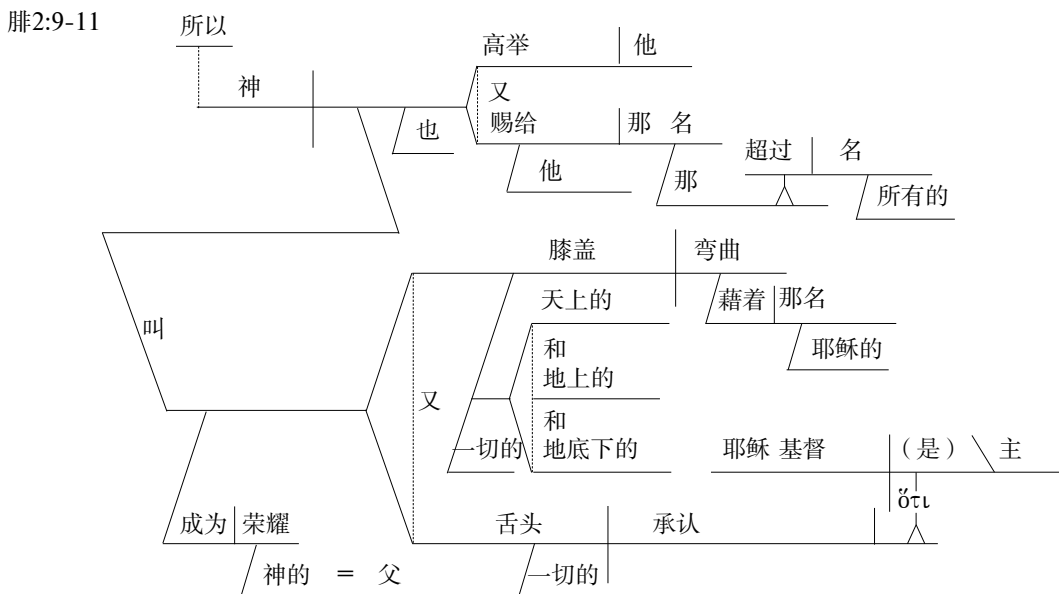 腓2:9-11
所以
神
也
高举 他
又
赐给 那 名
他
那
超过 名
所有的
叫
膝盖 弯曲
藉着 那名
耶稣的
天上的
和
地上的
和
地底下的
一切的
又
耶稣 基督 （是） 主
ὅτι
舌头 承认
一切的
成为 荣耀
神的 = 父